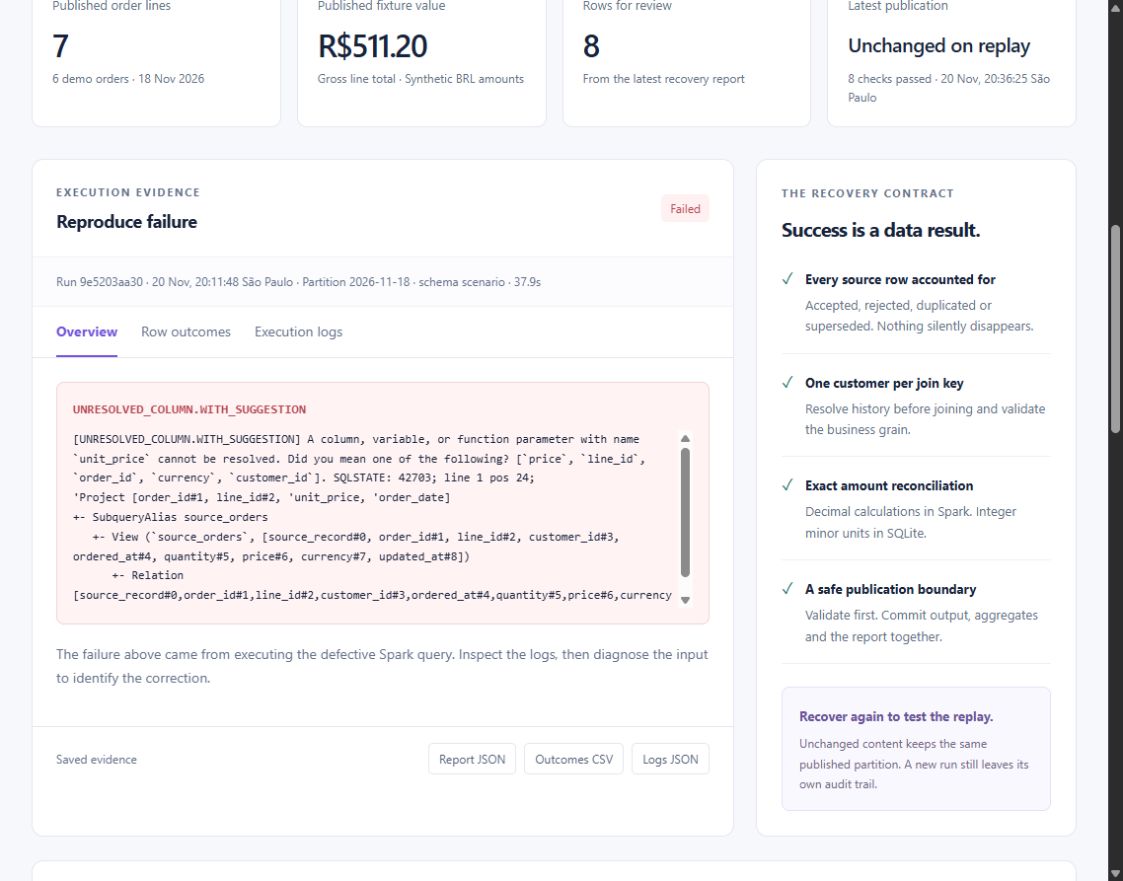 Published order lines
7
6 demo orders · 18 Nov 2026
Published fixture value
R$511.20
Gross line total · Synthetic BRL amounts
Rows for review
8
From the latest recovery report
Latest publication
Unchanged on replay
8 checks passed · 20 Nov, 20:36:25 São
Paulo
EXECUTION EVIDENCE
Reproduce failure
Failed
Run 9e5203aa30 · 20 Nov, 20:11:48 São Paulo · Partition 2026-11-18 · schema scenario · 37.9s
Overview
Row outcomes
Execution logs
UNRESOLVED_COLUMN.WITH_SUGGESTION
[UNRESOLVED_COLUMN.WITH_SUGGESTION] A column, variable, or function parameter with name
`unit_price` cannot be resolved. Did you mean one of the following? [`price`, `line_id`,
`order_id`, `currency`, `customer_id`]. SQLSTATE: 42703; line 1 pos 24;
'Project [order_id#1, line_id#2, 'unit_price, 'order_date]
+- SubqueryAlias source_orders
   +- View (`source_orders`, [source_record#0, order_id#1, line_id#2, customer_id#3,
ordered_at#4, quantity#5, price#6, currency#7, updated_at#8])
      +- Relation
[source_record#0,order_id#1,line_id#2,customer_id#3,ordered_at#4,quantity#5,price#6,currency
The failure above came from executing the defective Spark query. Inspect the logs, then diagnose the input
to identify the correction.
Saved evidence
Report JSON
Outcomes CSV
Logs JSON
THE RECOVERY CONTRACT
Success is a data result.
✓ Every source row accounted for
Accepted, rejected, duplicated or
superseded. Nothing silently disappears.
✓ One customer per join key
Resolve history before joining and validate
the business grain.
✓ Exact amount reconciliation
Decimal calculations in Spark. Integer
minor units in SQLite.
✓ A safe publication boundary
Validate first. Commit output, aggregates
and the report together.
Recover again to test the replay.
Unchanged content keeps the same
published partition. A new run still leaves its
own audit trail.